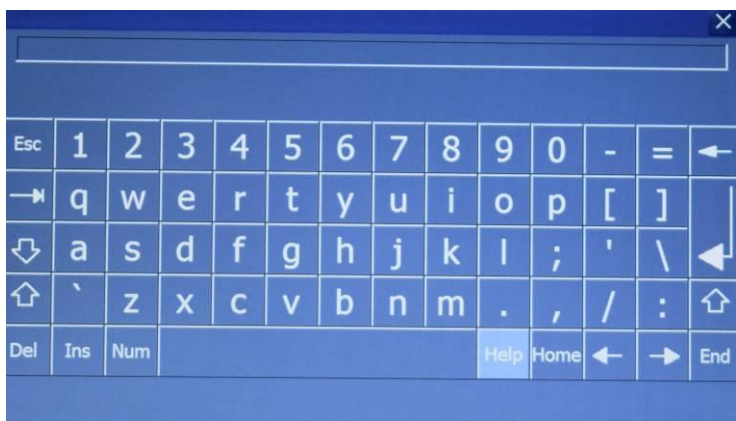 Esc 1 2 3 4 5 6 7 8 9 0 - =
q w e r t y u i o p [ ]
a s d f g h j k l ; ' \
` z x c v b n m . , / :
Del Ins Num Help Home End